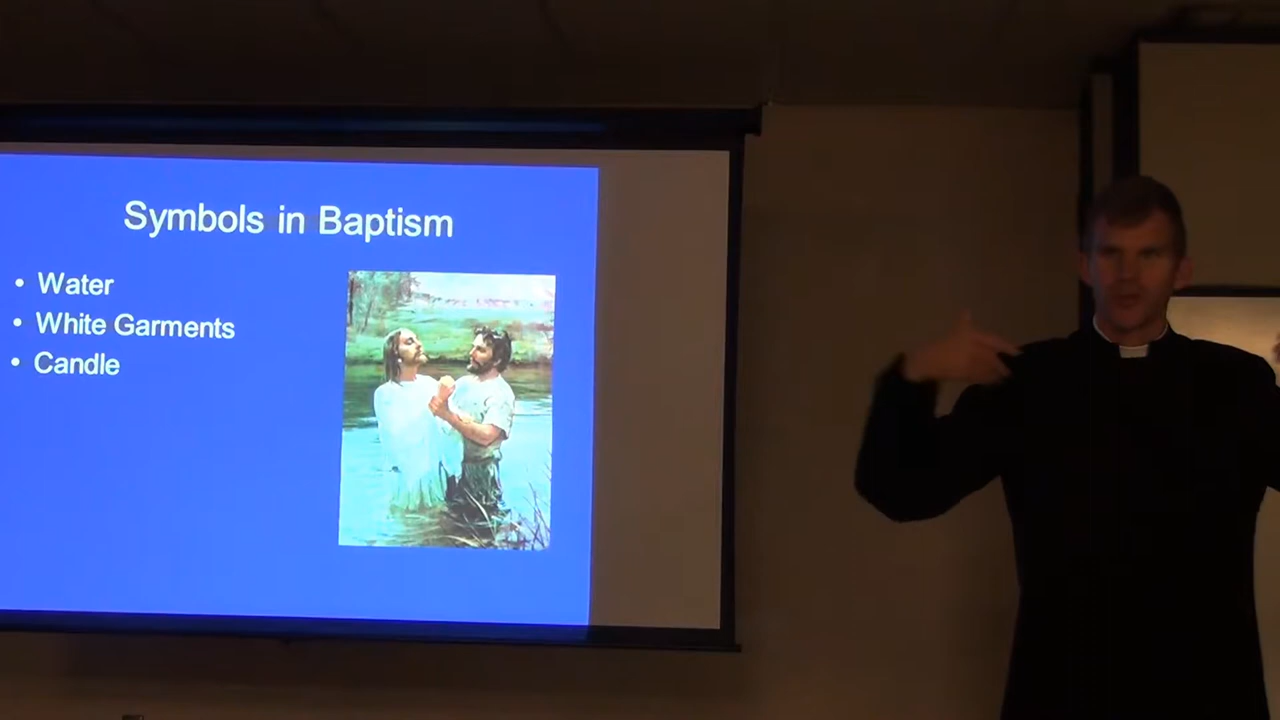 Symbols in Baptism
• Water
• White Garments
• Candle